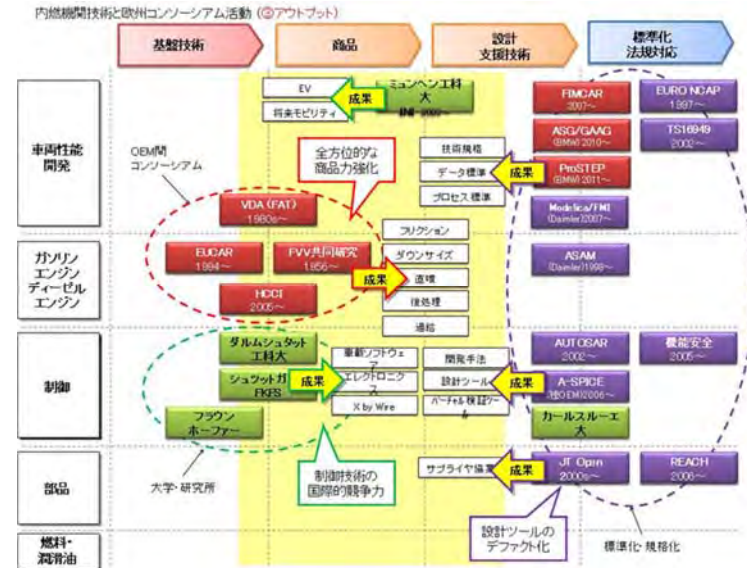 内燃機関技術と欧州コンソーシアム活動 (②アウトプット)
基盤技術
商品
設計
支援技術
標準化
法規対応
車両性能
開発
OEM間
コンソーシアム
EV
将来モビリティ
成果
ミュンヘン工科
大
全方位的な
商品力強化
技術規格
データ標準
プロセス標準
成果
FIMCAR
2007~
EURO NCAP
1997~
ASG/GAAG
(BMW)2010~
TS16949
2002~
ProSTEP
(BMW)2011~
Modelica/FMI
(Daimler)2007~
VDA (FAT)
1980s~
ガソリン
エンジン
ディーゼル
エンジン
EUCAR
1994~
FVV共同研究
1956~
HCCI
2005~
成果
フリクション
ダウンサイズ
直噴
後処理
過給
ASAM
(Daimler)1998~
制御
ダルムシュタット
工科大
シュツットガ
FKFS
フラウン
ホーファー
成果
車載ソフトウェ
ア
エレクトロニク
ス
X by Wire
開発手法
設計ツール
バーチャル検証ツー
ル
成果
AUTOSAR
2002~
機能安全
2005~
A-SPICE
2006~
カールスルーエ
大
部品
大学・研究所
制御技術の
国際的競争力
サプライヤ協業
成果
JT Open
2000s~
REACH
2006~
設計ツールの
デファクト化
標準化・規格化
燃料・
潤滑油